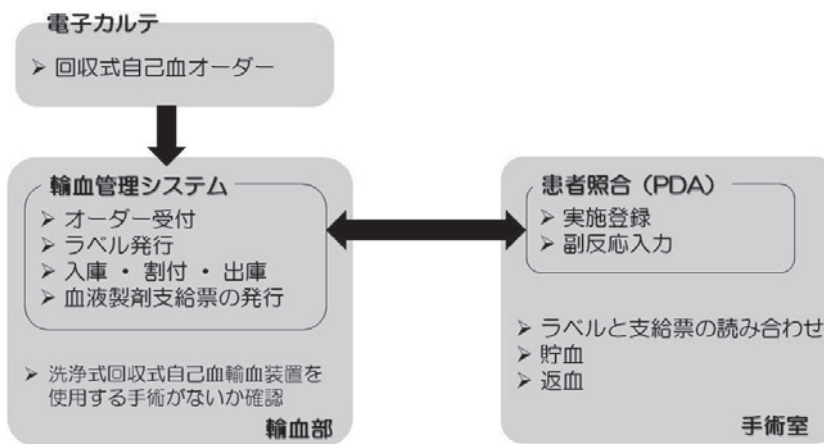 電子カルテ
➢ 回収式自己血オーダー
輸血管理システム
➢ オーダー受付
➢ ラベル発行
➢ 入庫 ・ 割付 ・ 出庫
➢ 血液製剤支給票の発行
➢ 洗浄式回収式自己血輸血装置を
使用する手術がないか確認
輸血部
患者照合（PDA）
➢ 実施登録
➢ 副反応入力
➢ ラベルと支給票の読み合わせ
➢ 貯血
➢ 返血
手術室